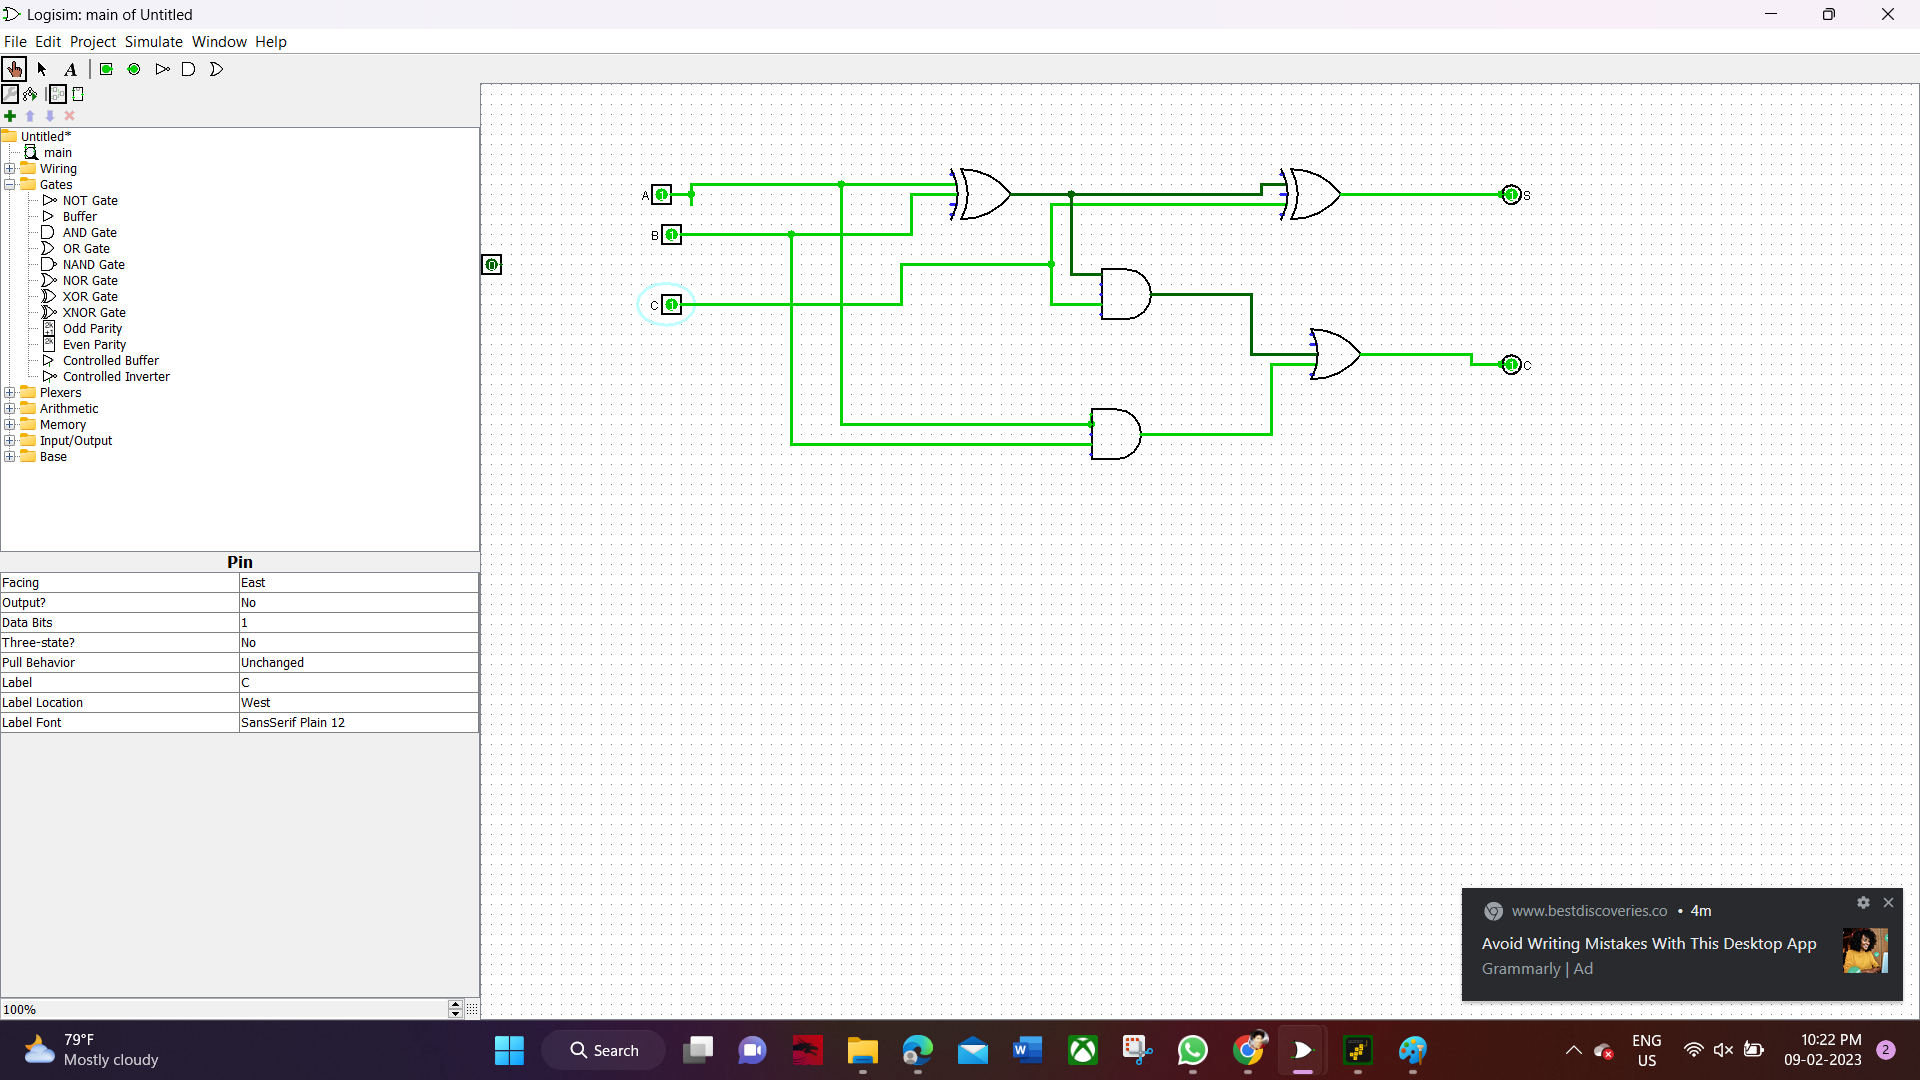 Logisim: main of Untitled
File Edit Project Simulate Window Help
A
Untitled*
main
Wiring
Gates
NOT Gate
Buffer
AND Gate
OR Gate
NAND Gate
NOR Gate
XOR Gate
XNOR Gate
Odd Parity
Even Parity
Controlled Buffer
Controlled Inverter
Plexers
Arithmetic
Memory
Input/Output
Base
Pin
Facing East
Output? No
Data Bits 1
Three-state? No
Pull Behavior Unchanged
Label C
Label Location West
Label Font SansSerif Plain 12
100%
A 1
B 1
0
C 1
1 S
1 C
www.bestdiscoveries.co • 4m
Avoid Writing Mistakes With This Desktop App
Grammarly | Ad
79°F
Mostly cloudy
Search
ENG
US
10:22 PM
09-02-2023
2